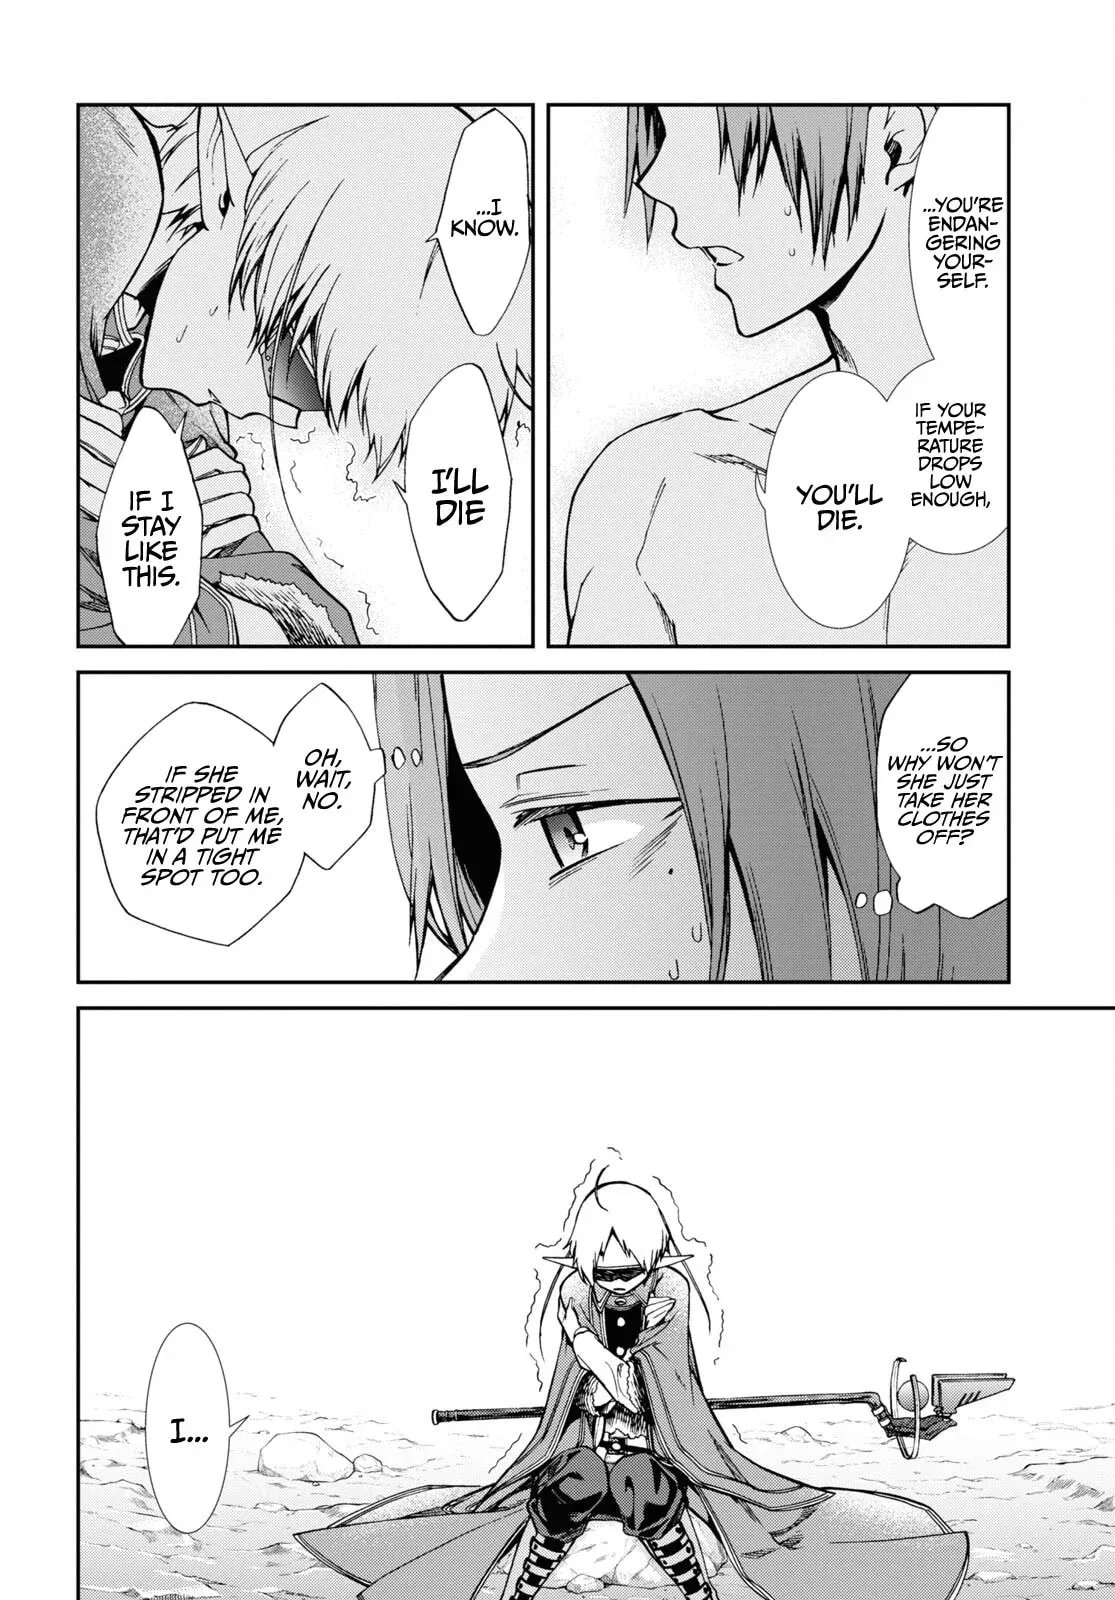 ...YOU'RE
ENDAN-
GERING
YOUR-
SELF.
IF YOUR
TEMPE-
RATURE
DROPS
LOW
ENOUGH,
YOU'LL
DIE.
...I
KNOW.
I'LL
DIE
IF I
STAY
LIKE
THIS.
...SO
WHY WON'T
SHE JUST
TAKE HER
CLOTHES
OFF?
OH,
WAIT,
NO.
IF SHE
STRIPPED IN
FRONT OF ME,
THAT'D PUT ME
IN A TIGHT
SPOT TOO.
I...